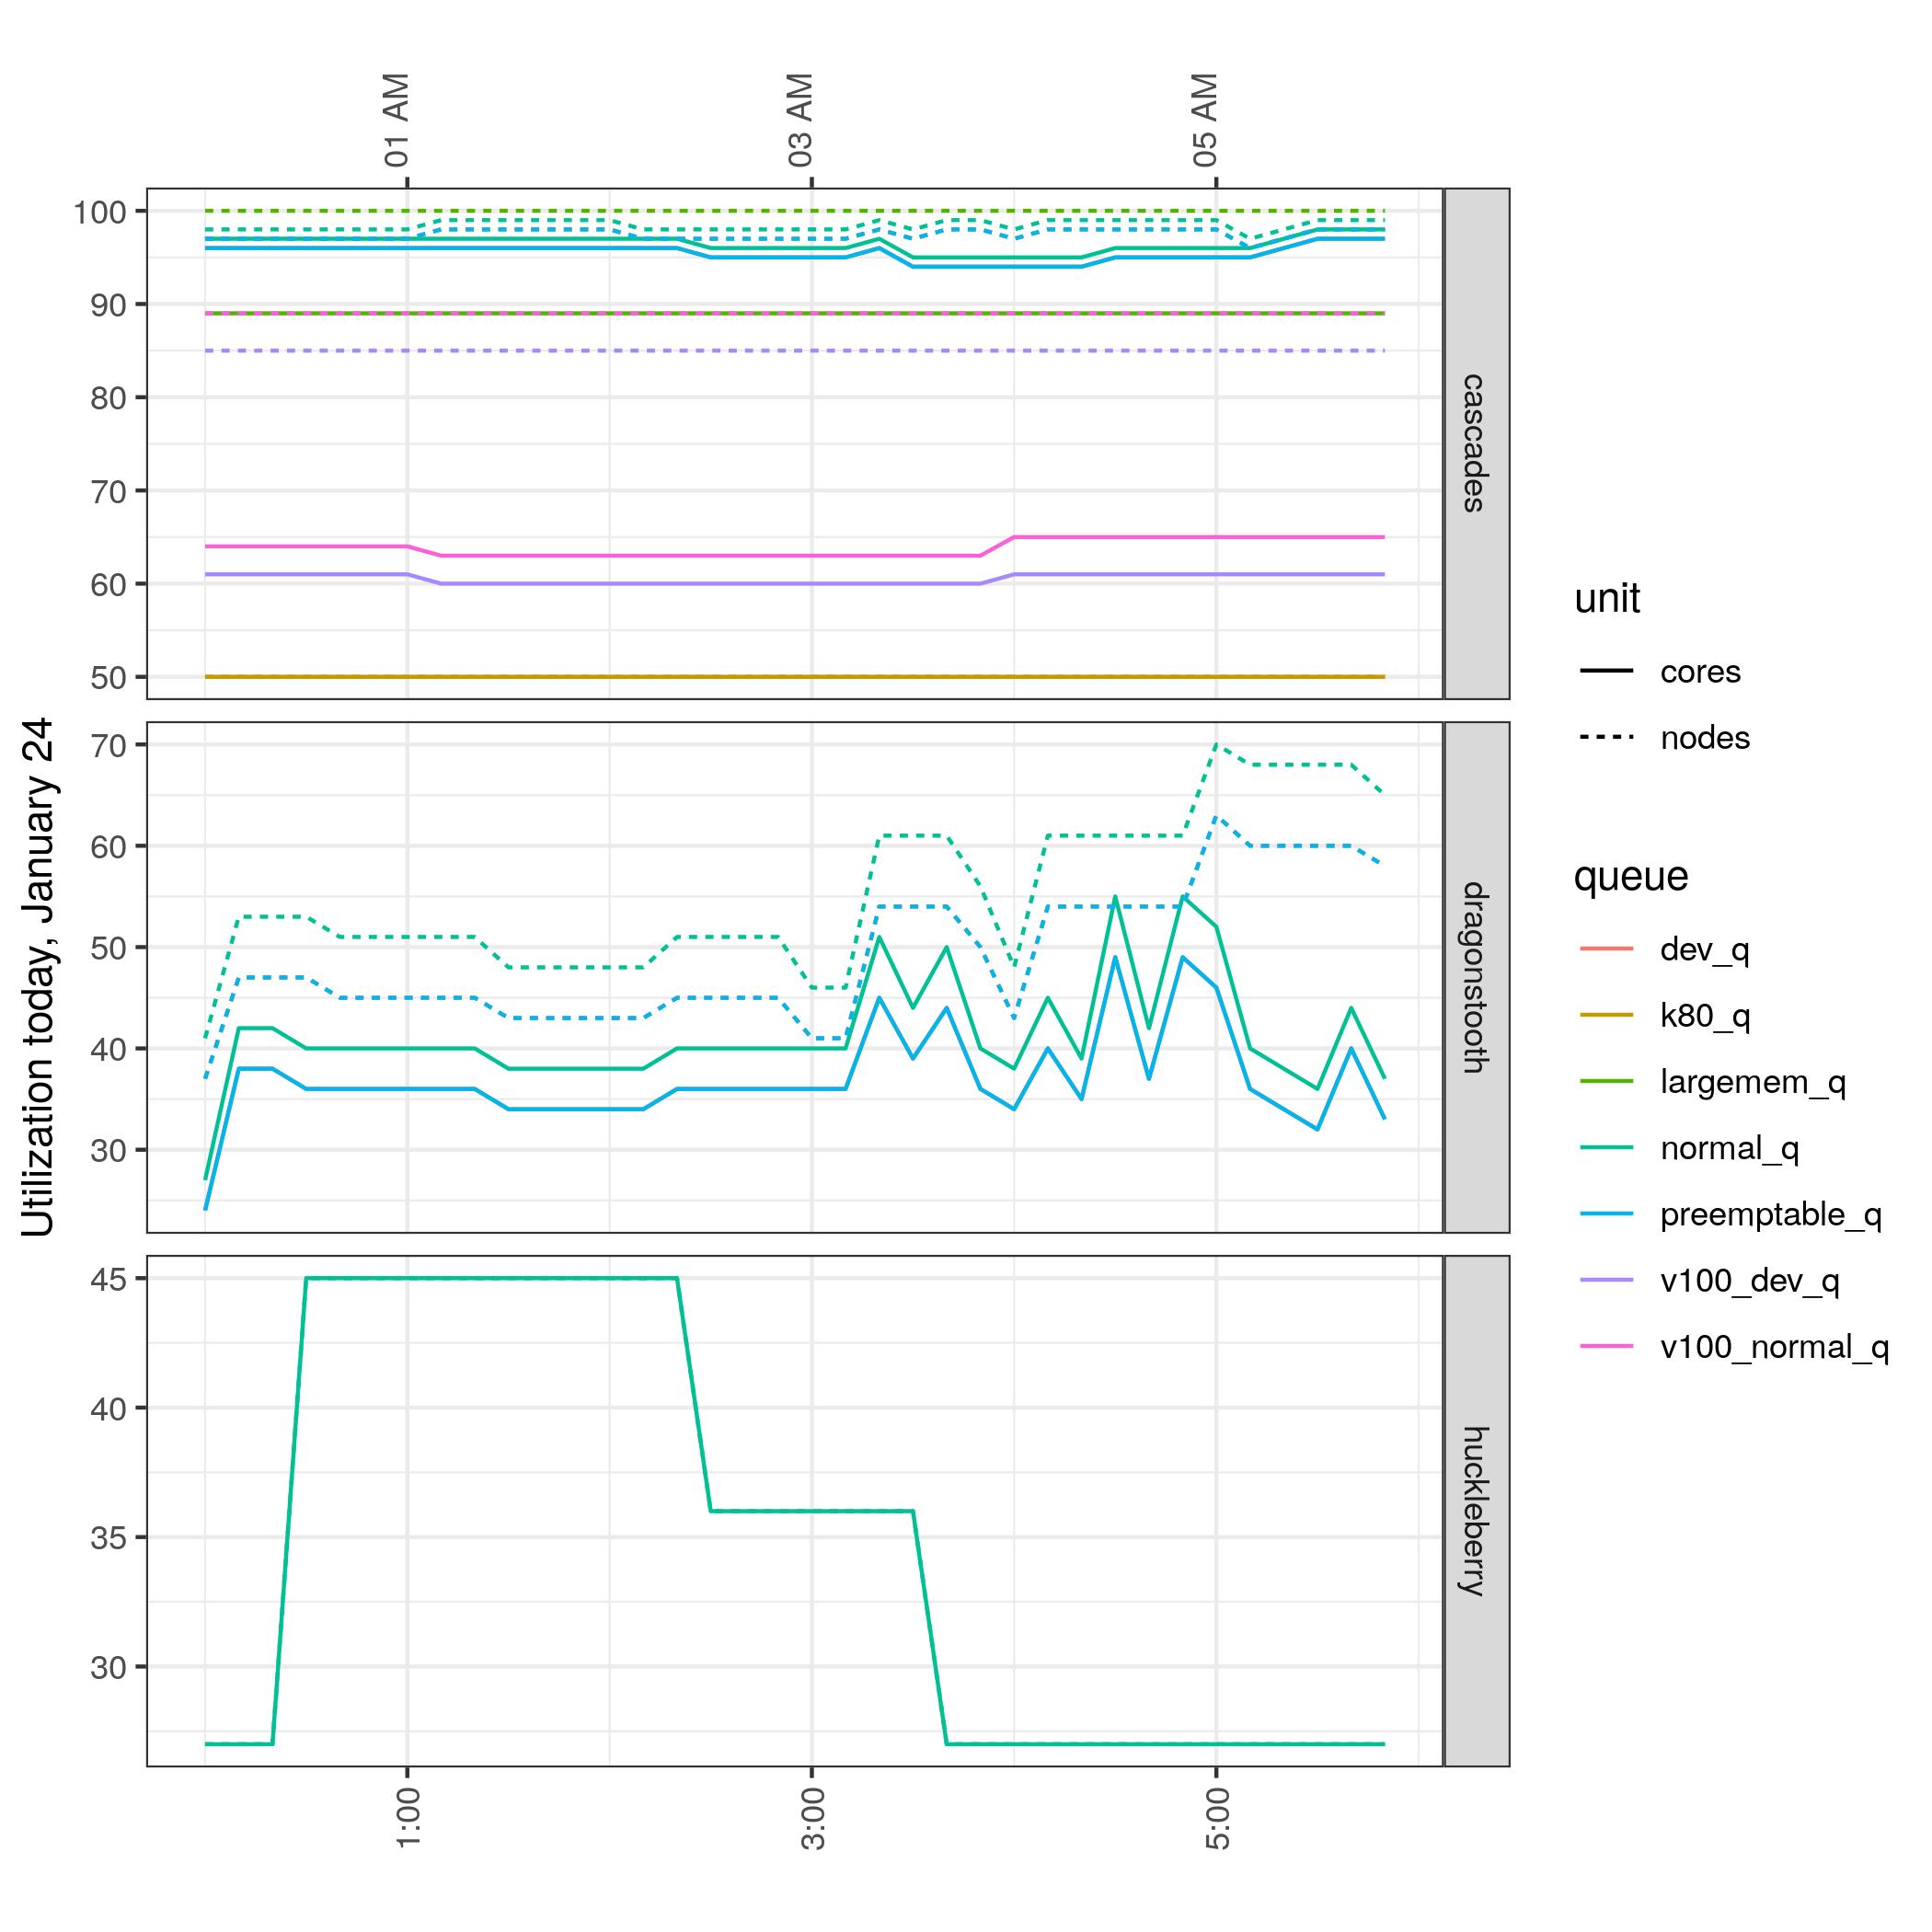 01 AM
03 AM
05 AM
Utilization today, January 24
100
90
80
70
60
50
cascades
70
60
50
40
30
dragonstooth
45
40
35
30
huckleberry
1:00
3:00
5:00
unit
cores
nodes
queue
dev_q
k80_q
largemem_q
normal_q
preemptable_q
v100_dev_q
v100_normal_q